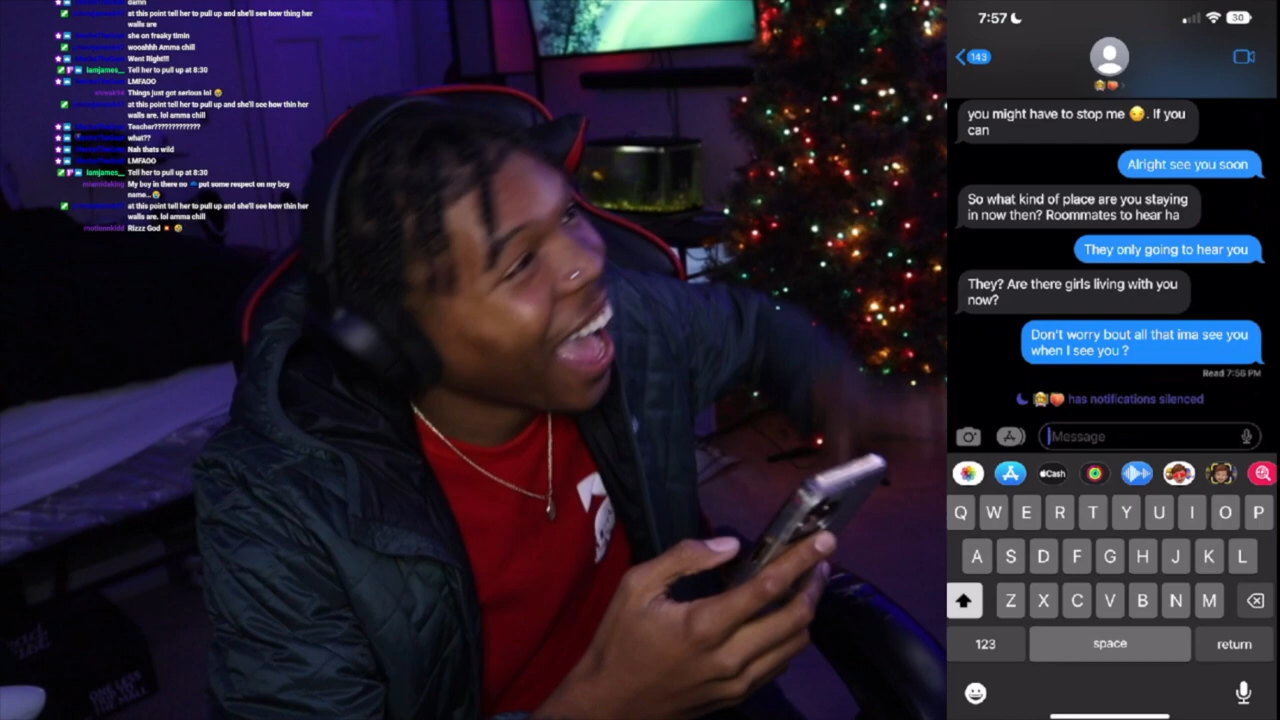 damn
at this point tell her to pull up and she'll see how thing her
walls are
she on freaky timin
wooahhh Amma chill
Went Right!!!
iamjames__ Tell her to pull up at 8:30
LMFAOO
Things just got serious lol
at this point tell her to pull up and she'll see how thin her
walls are. lol amma chill
Teacher?????????????
what??
Nah thats wild
LMFAOO
iamjames__ Tell her to pull up at 8:30
My boy in there no put some respect on my boy
name...
at this point tell her to pull up and she'll see how thin her
walls are. lol amma chill
motionskidd Rizzz God
7:57
30
143
you might have to stop me 😏. If you
can
Alright see you soon
So what kind of place are you staying
in now then? Roommates to hear ha
They only going to hear you
They? Are there girls living with you
now?
Don't worry bout all that ima see you
when I see you ?
Read 7:56 PM
has notifications silenced
Message
Cash
Q W E R T Y U I O P
A S D F G H J K L
Z X C V B N M
123 space return